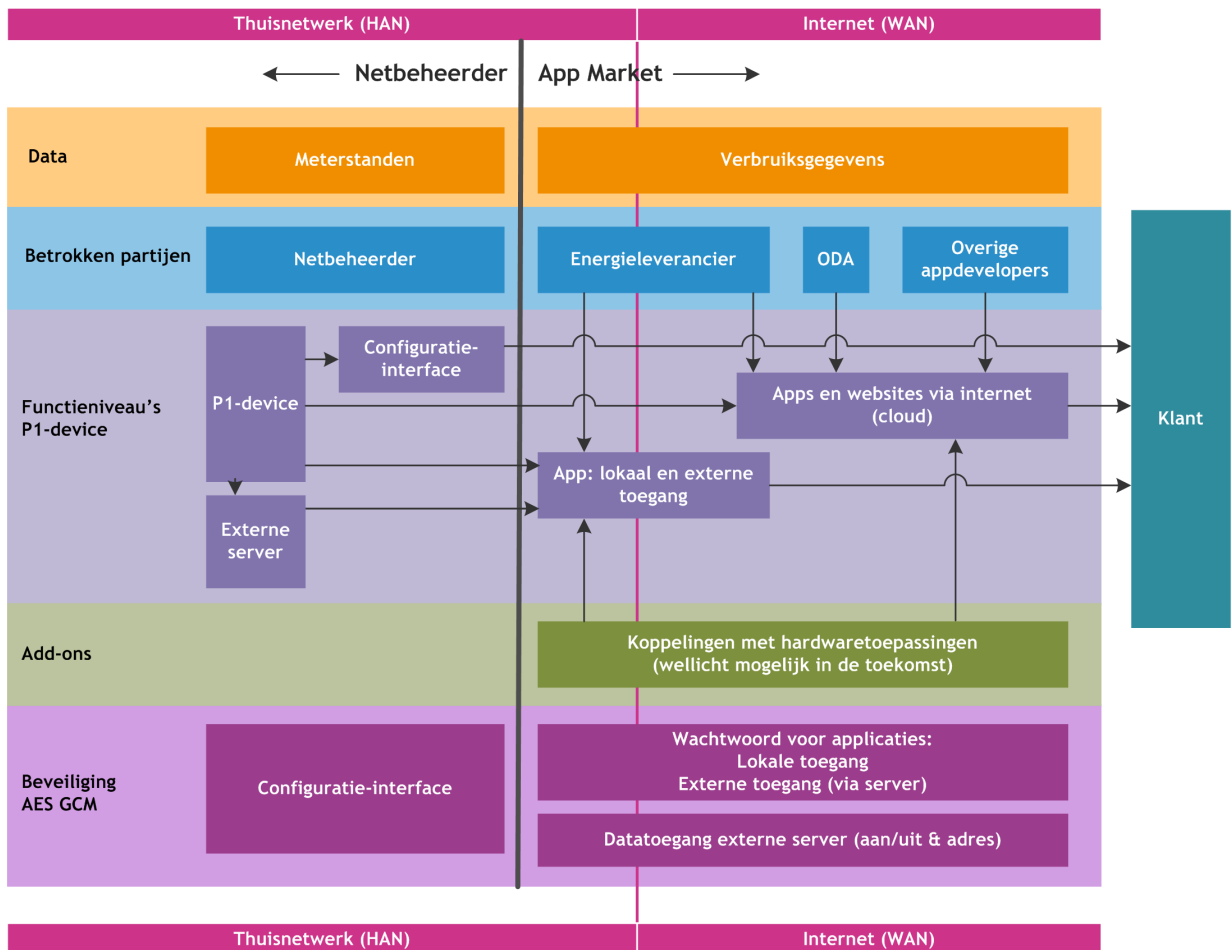 Thuisnetwerk (HAN)
Internet (WAN)
Netbeheerder
App Market
Data
Meterstanden
Verbruiksgegevens
Betrokken partijen
Netbeheerder
Energieleverancier
ODA
Overige
appdevelopers
Functieniveau’s
P1-device
P1-device
Configuratie-
interface
Apps en websites via internet
(cloud)
App: lokaal en externe
toegang
Externe
server
Klant
Add-ons
Koppelingen met hardwaretoepassingen
(wellicht mogelijk in de toekomst)
Beveiliging
AES GCM
Configuratie-interface
Wachtwoord voor applicaties:
Lokale toegang
Externe toegang (via server)
Datatoegang externe server (aan/uit & adres)
Thuisnetwerk (HAN)
Internet (WAN)